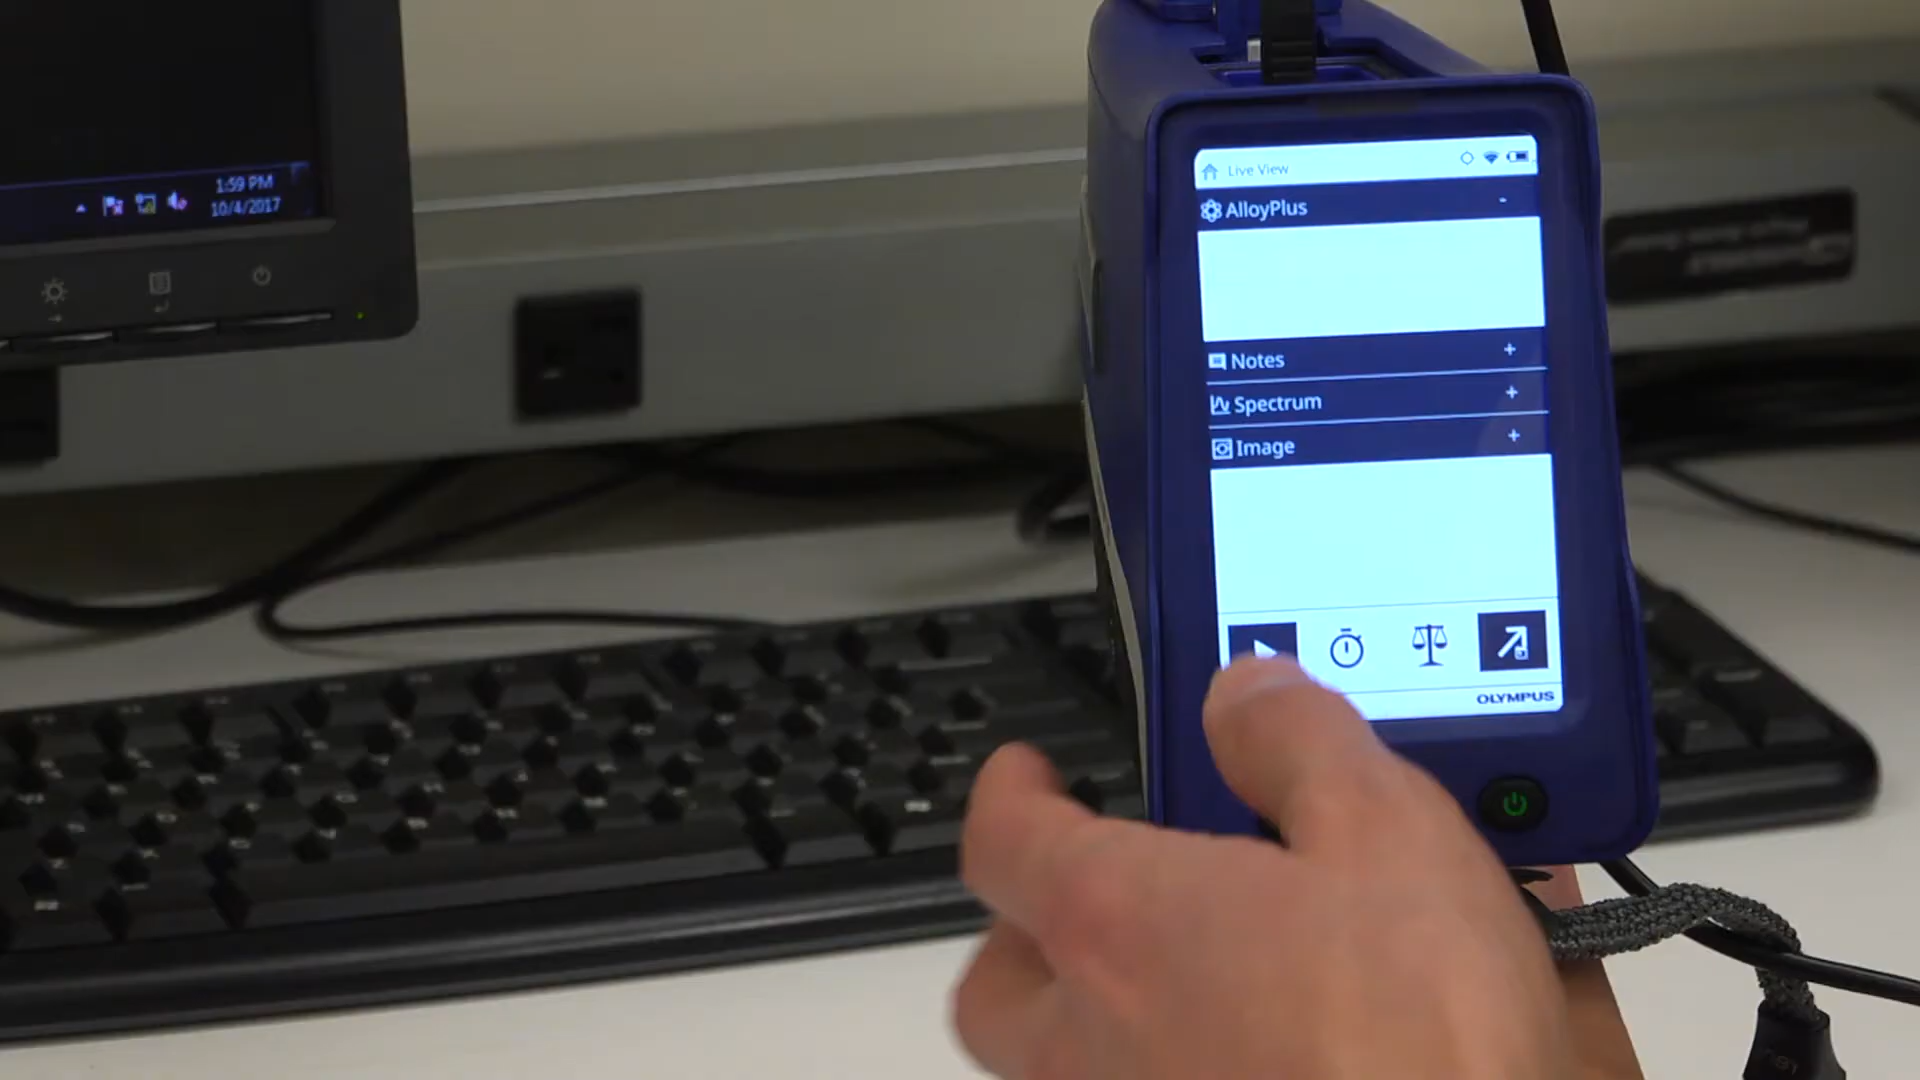 1:59 PM
10/4/2017
Live View
AlloyPlus -
Notes +
Spectrum +
Image +
OLYMPUS